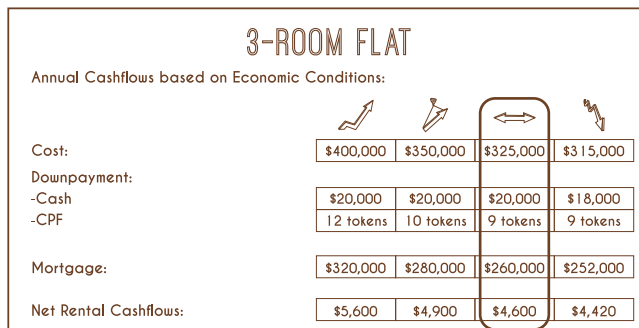 3-ROOM FLAT
Annual Cashflows based on Economic Conditions:
Cost: $400,000 $350,000 $325,000 $315,000
Downpayment:
-Cash $20,000 $20,000 $20,000 $18,000
-CPF 12 tokens 10 tokens 9 tokens 9 tokens
Mortgage: $320,000 $280,000 $260,000 $252,000
Net Rental Cashflows: $5,600 $4,900 $4,600 $4,420